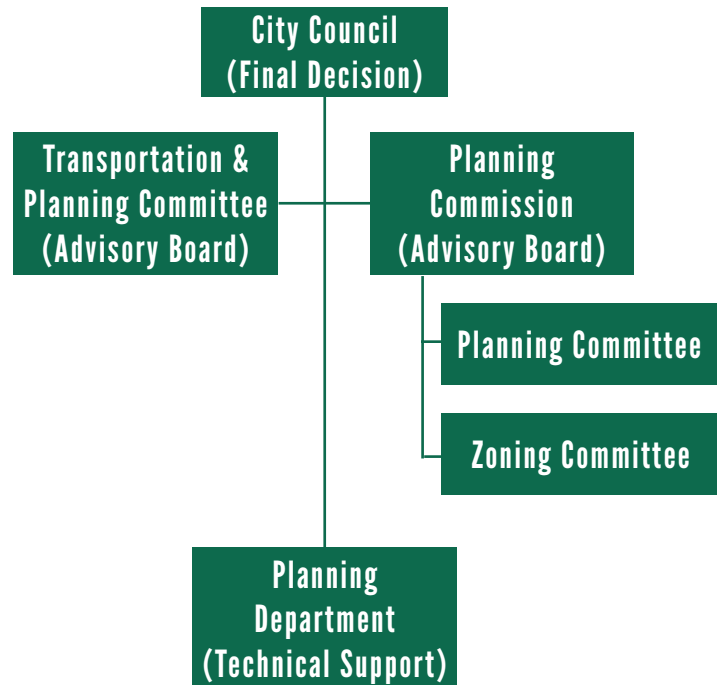 City Council
(Final Decision)
Transportation &
Planning Committee
(Advisory Board)
Planning
Commission
(Advisory Board)
Planning Committee
Zoning Committee
Planning
Department
(Technical Support)